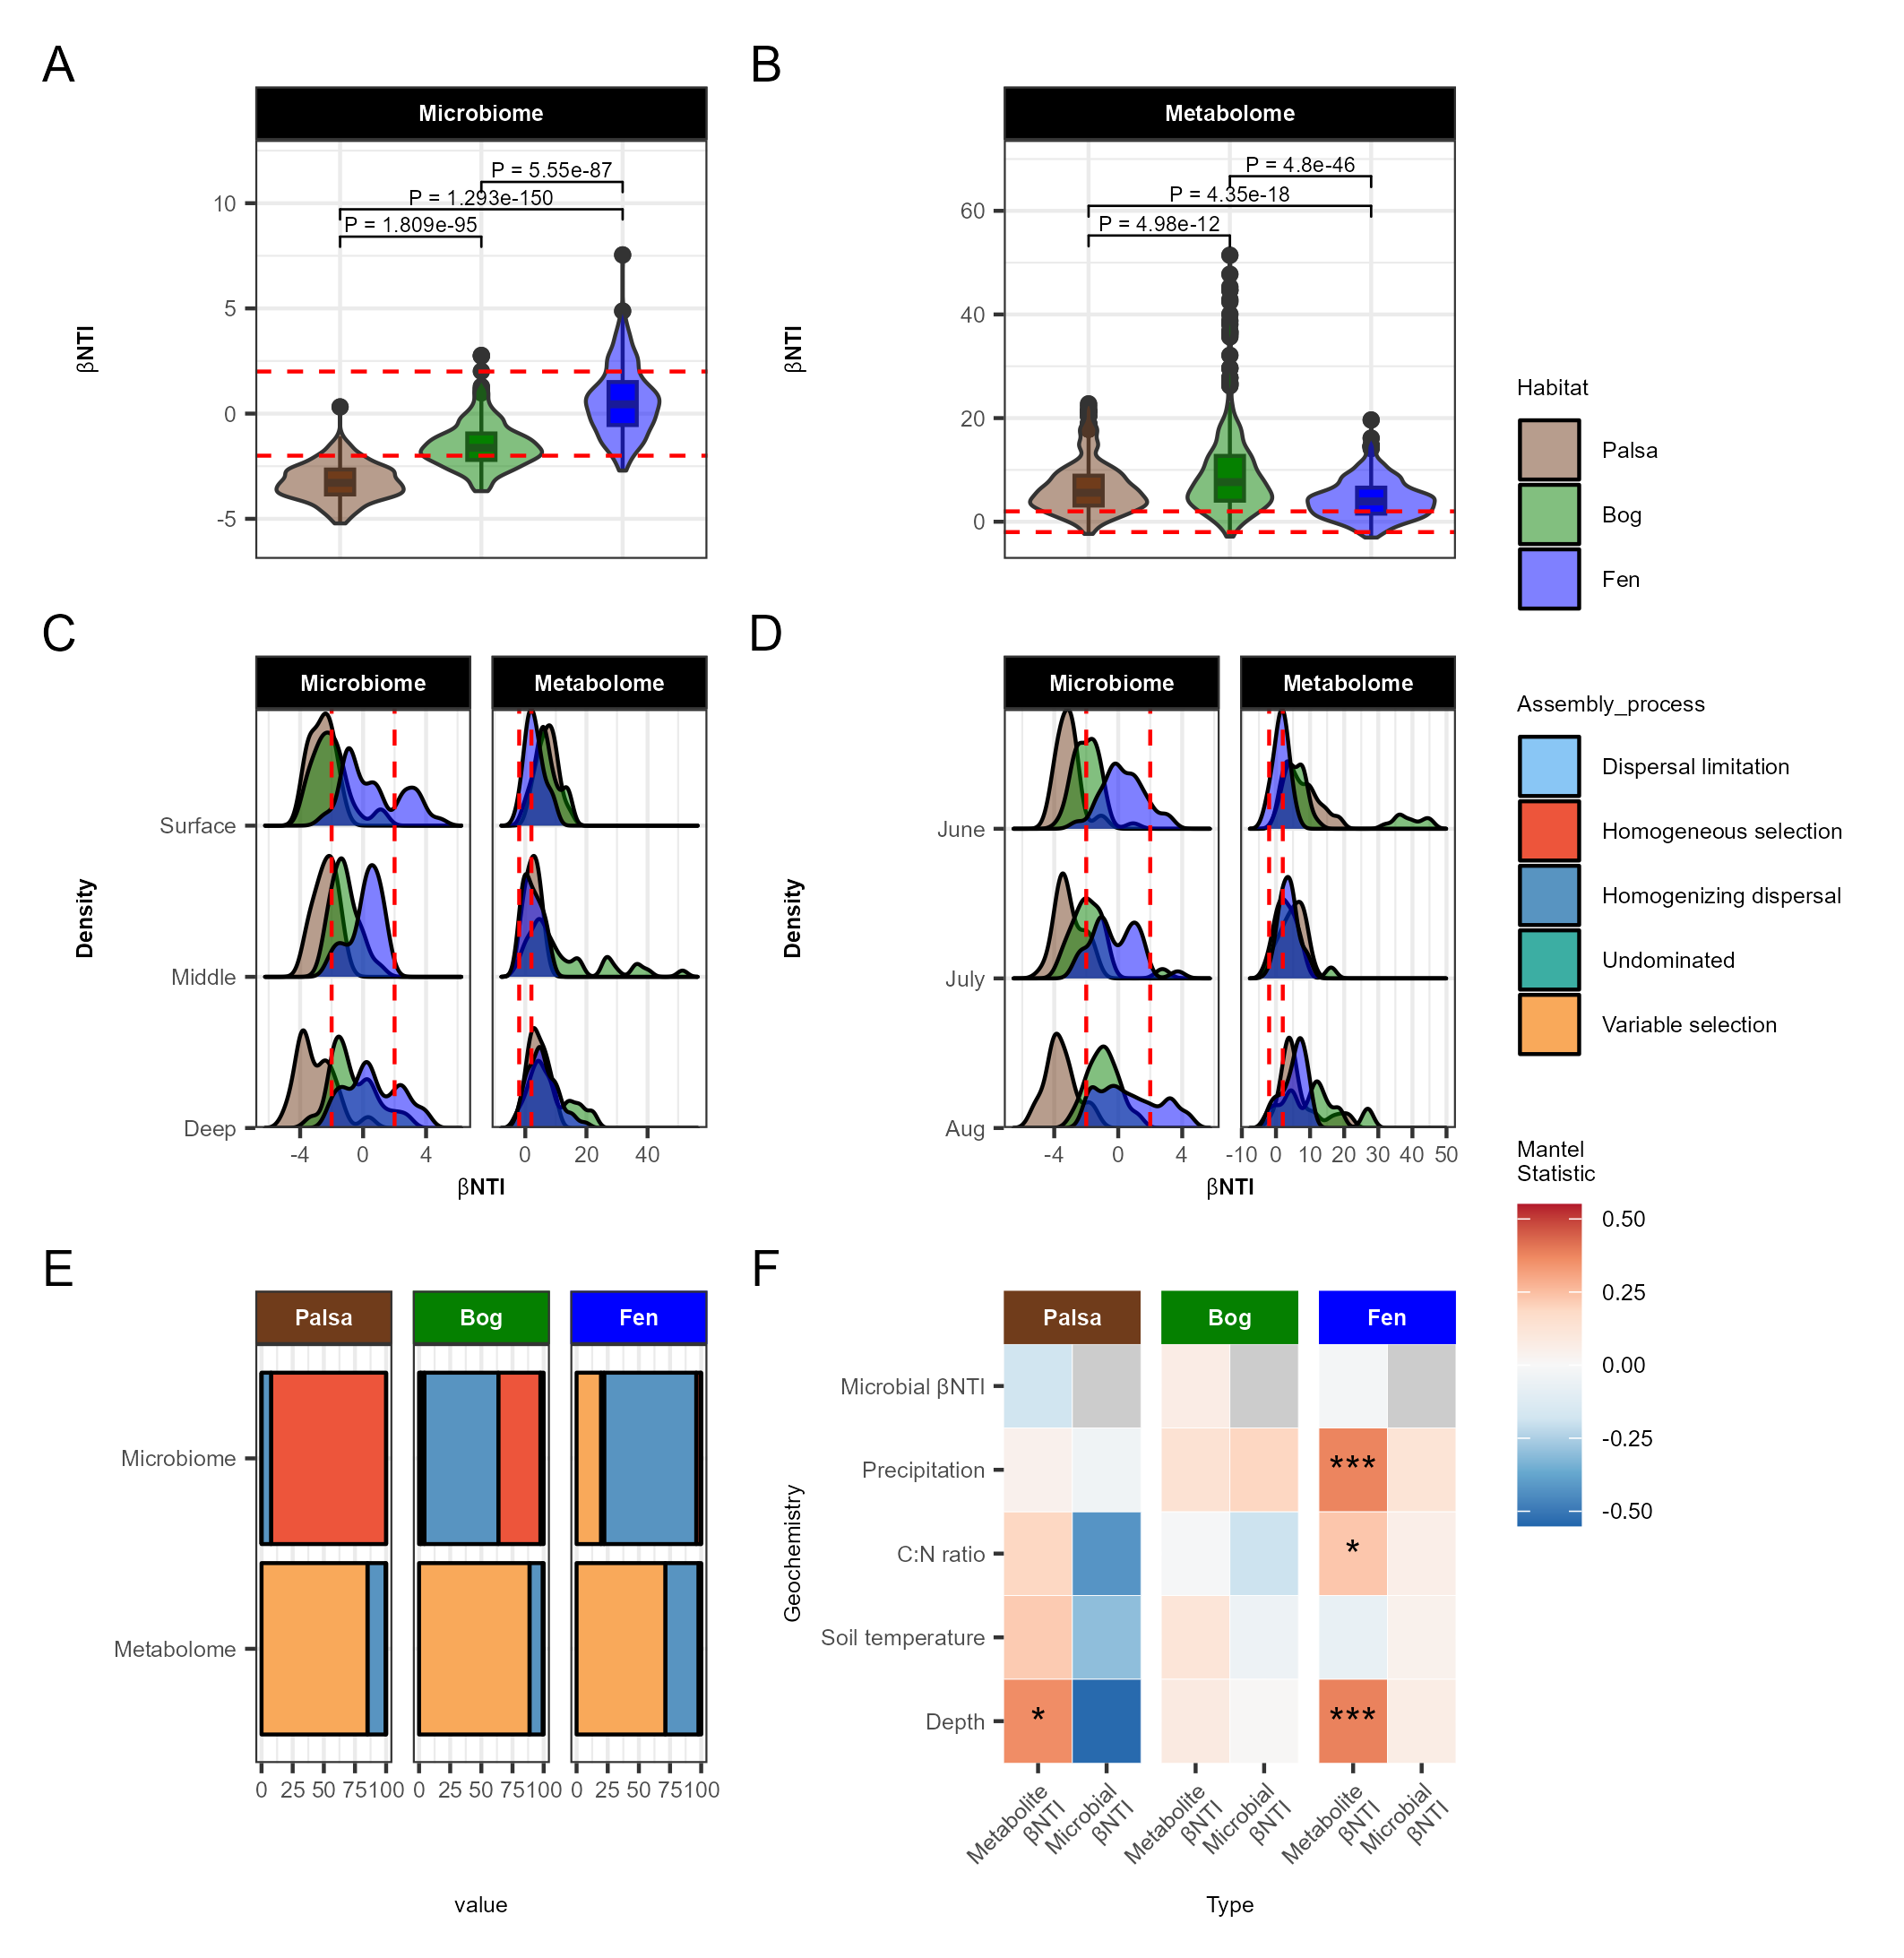 A
Microbiome
P = 5.55e-87
P = 1.293e-150
P = 1.809e-95
10
5
0
-5
βNTI
B
Metabolome
P = 4.8e-46
P = 4.35e-18
P = 4.98e-12
60
40
20
0
βNTI
Habitat
Palsa
Bog
Fen
C
Microbiome
Metabolome
Surface
Middle
Deep
Density
-4 0 4
0 20 40
βNTI
D
Microbiome
Metabolome
June
July
Aug
Density
-4 0 4
-10 0 10 20 30 40 50
βNTI
Assembly_process
Dispersal limitation
Homogeneous selection
Homogenizing dispersal
Undominated
Variable selection
E
Palsa
Bog
Fen
Microbiome
Metabolome
0 25 50 75 100
0 25 50 75 100
0 25 50 75 100
value
F
Palsa
Bog
Fen
Microbial βNTI
Precipitation
***
C:N ratio
*
Soil temperature
Depth
*
***
Geochemistry
Metabolite
βNTI
Microbial
βNTI
Metabolite
βNTI
Microbial
βNTI
Metabolite
βNTI
Microbial
βNTI
Type
Mantel
Statistic
0.50
0.25
0.00
-0.25
-0.50